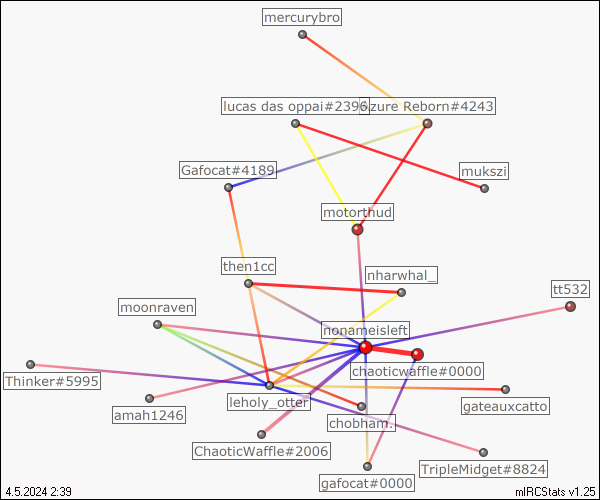 mercurybro
lucas das oppai#2396
zure Reborn#4243
Gafocat#4189
mukszi
motorthud
then1cc
nharwhal_
tt532
moonraven
nonameisleft
chaoticwaffle#0000
Thinker#5995
leholy_otter
gateauxcatto
amah1246
chobham.
ChaoticWaffle#2006
TripleMidget#8824
gafocat#0000
4.5.2024 2:39
mIRCStats v1.25